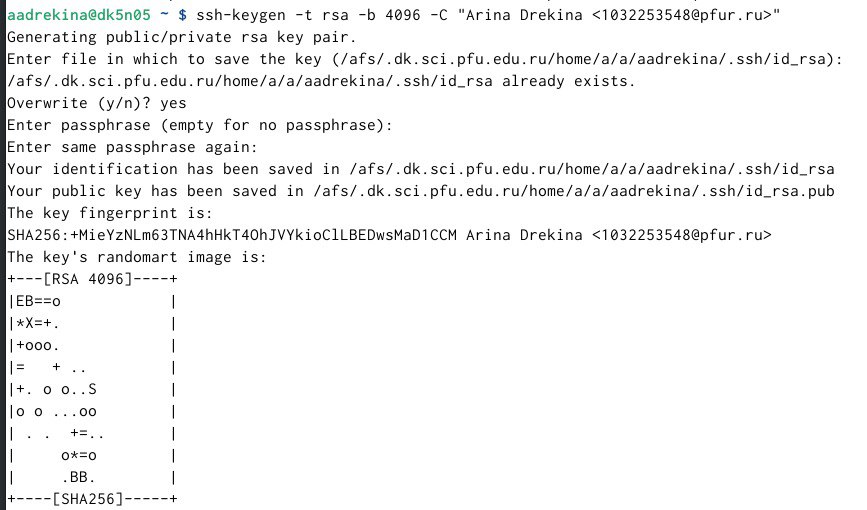 aadrekina@dk5n05 ~ $ ssh-keygen -t rsa -b 4096 -C "Arina Drekina <1032253548@pfur.ru>"
Generating public/private rsa key pair.
Enter file in which to save the key (/afs/.dk.sci.pfu.edu.ru/home/a/a/aadrekina/.ssh/id_rsa):
/afs/.dk.sci.pfu.edu.ru/home/a/a/aadrekina/.ssh/id_rsa already exists.
Overwrite (y/n)? yes
Enter passphrase (empty for no passphrase):
Enter same passphrase again:
Your identification has been saved in /afs/.dk.sci.pfu.edu.ru/home/a/a/aadrekina/.ssh/id_rsa
Your public key has been saved in /afs/.dk.sci.pfu.edu.ru/home/a/a/aadrekina/.ssh/id_rsa.pub
The key fingerprint is:
SHA256:+MieYzNLm63TNA4hHkT4OhJVYkioClLBEDwsMaD1CCM Arina Drekina <1032253548@pfur.ru>
The key's randomart image is:
+---[RSA 4096]----+
|EB==o            |
|*X=+.            |
|+ooo.            |
|=   + ..         |
|+. o o..S        |
|o o ...oo        |
| . .  +=..       |
|     o*=o        |
|     .BB.        |
+----[SHA256]-----+